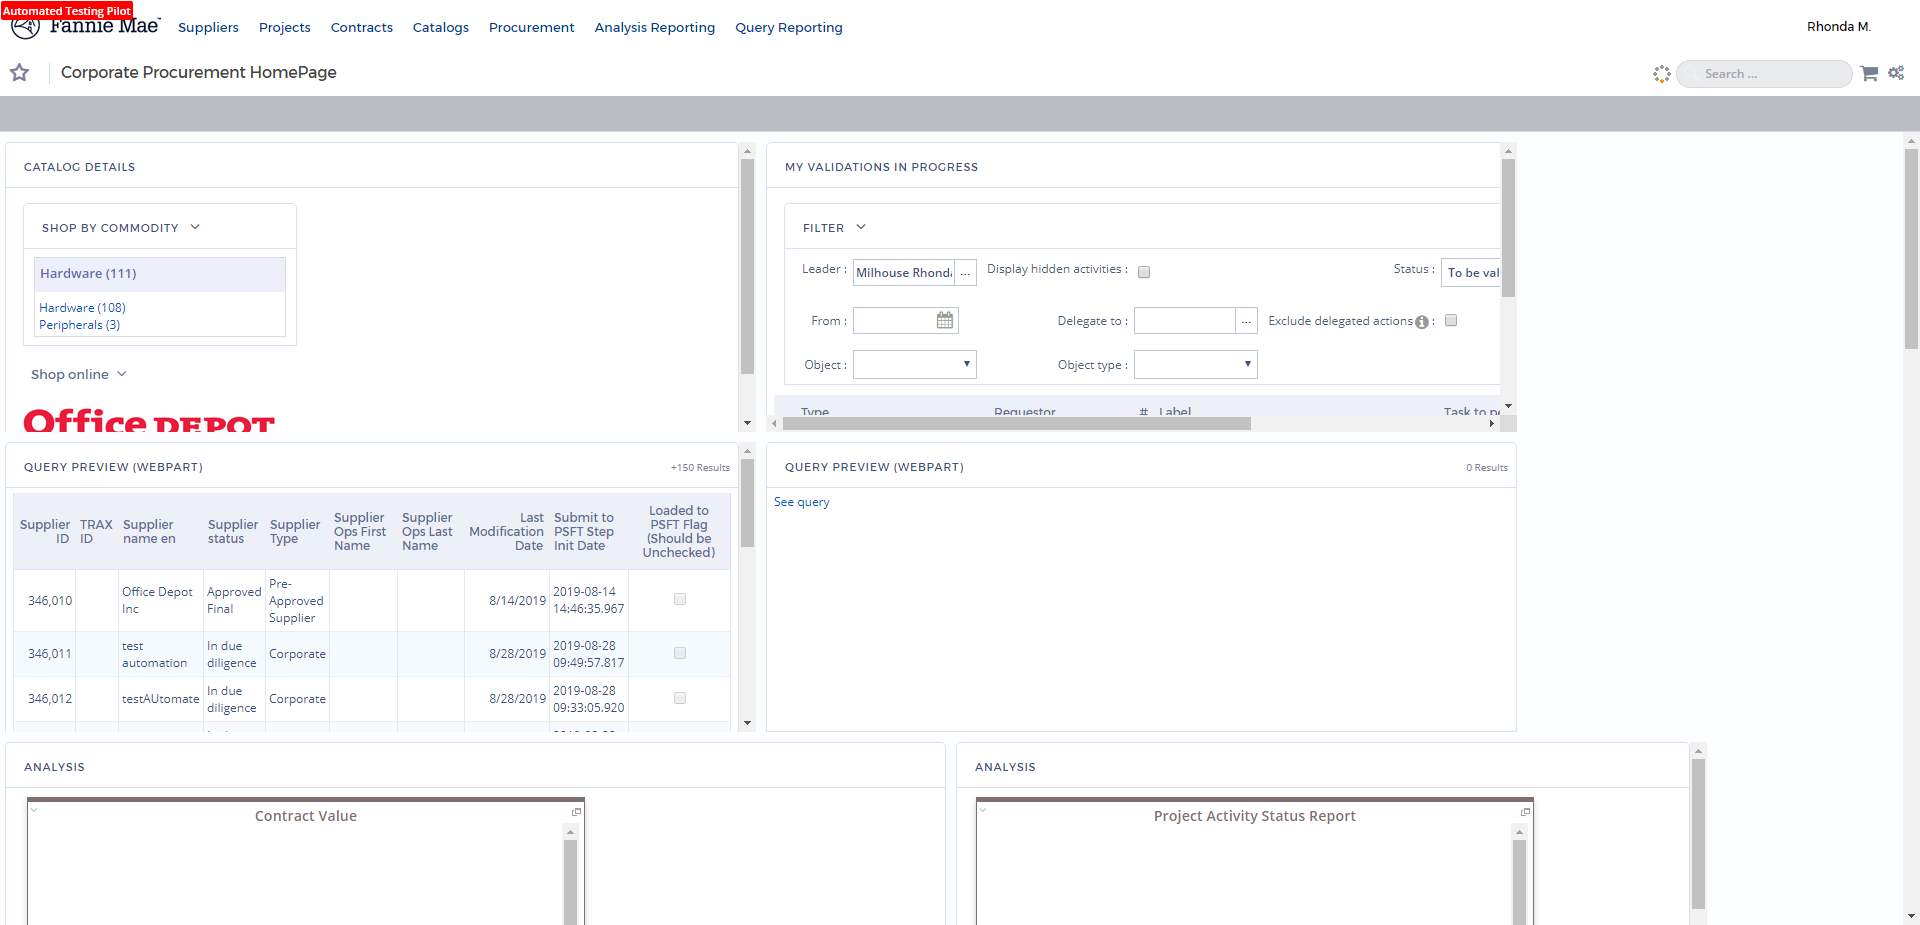 Automated Testing Pilot
Fannie Mae
Suppliers Projects Contracts Catalogs Procurement Analysis Reporting Query Reporting
Rhonda M.
Corporate Procurement HomePage
Search ...
CATALOG DETAILS
SHOP BY COMMODITY
Hardware (111)
Hardware (108)
Peripherals (3)
Shop online
Office DEPOT
MY VALIDATIONS IN PROGRESS
FILTER
Leader : Milhouse Rhond ... Display hidden activities : Status : To be val
From : Delegate to : ... Exclude delegated actions :
Object : Object type :
Type Requestor # Label Task to pe
QUERY PREVIEW (WEBPART) +150 Results
Supplier ID TRAX ID Supplier name en Supplier status Supplier Type Supplier Ops First Name Supplier Ops Last Name Last Modification Date Submit to PSFT Step Init Date Loaded to PSFT Flag (Should be Unchecked)
346,010 Office Depot Inc Approved Final Pre-Approved Supplier 8/14/2019 2019-08-14 14:46:35.967
346,011 test automation In due diligence Corporate 8/28/2019 2019-08-28 09:49:57.817
346,012 testAUtomate In due diligence Corporate 8/28/2019 2019-08-28 09:33:05.920
QUERY PREVIEW (WEBPART) 0 Results
See query
ANALYSIS
Contract Value
ANALYSIS
Project Activity Status Report